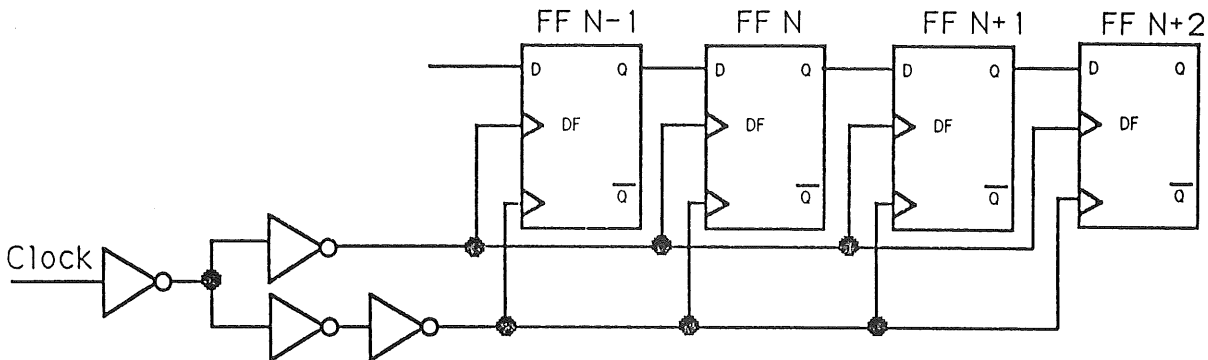 FF N-1 FF N FF N+1 FF N+2
D Q D Q D Q D Q
DF DF DF DF
Q Q Q Q
Clock